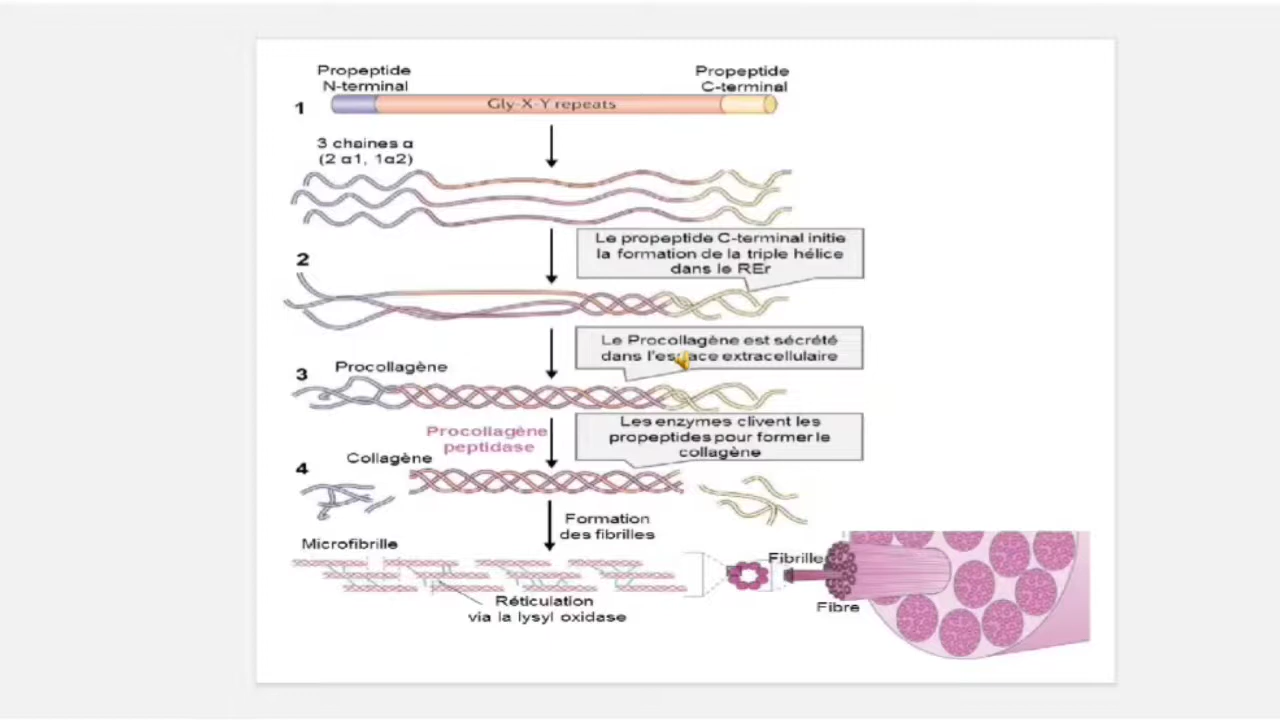 Propeptide
N-terminal
Propeptide
C-terminal
1
Gly-X-Y repeats
3 chaines α
(2 α1, 1α2)
Le propeptide C-terminal initie
la formation de la triple hélice
dans le REr
2
Le Procollagène est sécrété
dans l'espace extracellulaire
3
Procollagène
Les enzymes clivent les
propeptides pour former le
collagène
Procollagène
peptidase
Collagène
4
Formation
des fibrilles
Microfibrille
Fibrille
Réticulation
via la lysyl oxidase
Fibre